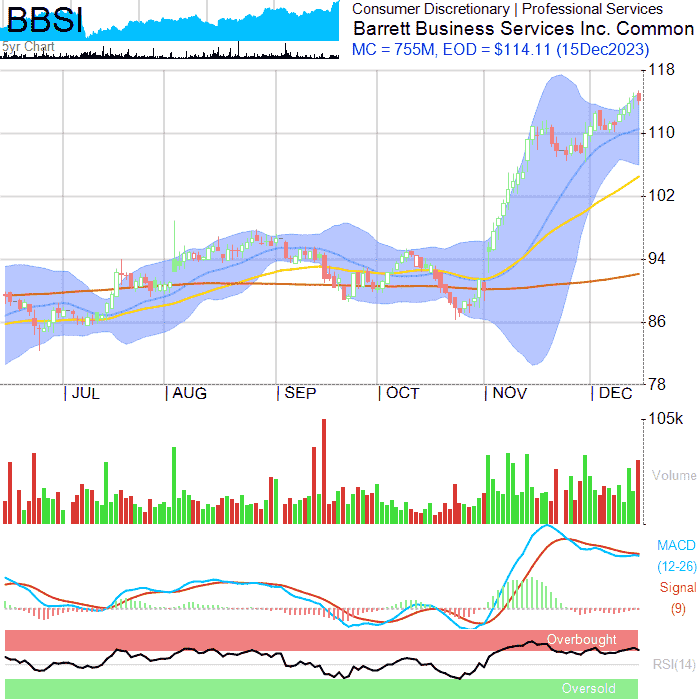 BBSI
5yr Chart
Consumer Discretionary | Professional Services
Barrett Business Services Inc. Common
MC = 755M, EOD = $114.11 (15Dec2023)
118
110
102
94
86
78
JUL AUG SEP OCT NOV DEC
105k
Volume
MACD
(12-26)
Signal
(9)
Overbought
RSI(14)
Oversold